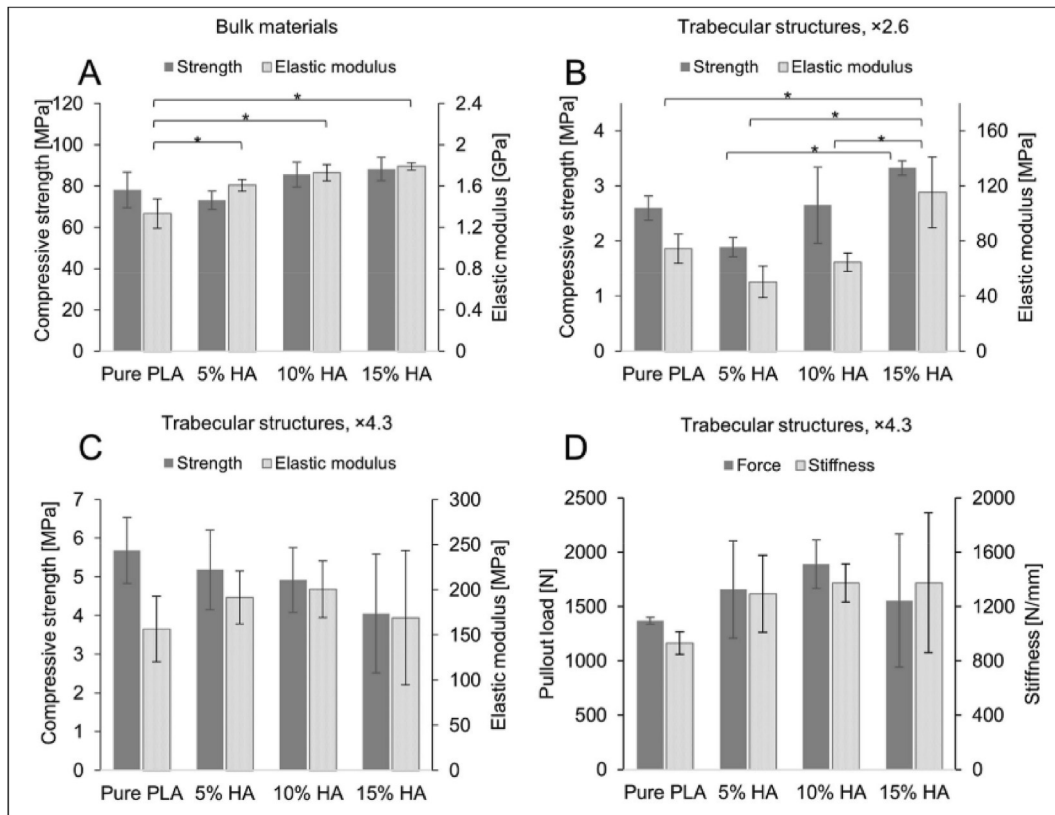 Bulk materials
A
Strength Elastic modulus
Compressive strength [MPa]
120
100
80
60
40
20
0
* 
*
*
2.4
2
1.6
1.2
0.8
0.4
0
Elastic modulus [GPa]
Pure PLA 5% HA 10% HA 15% HA
Trabecular structures, ×2.6
B
Strength Elastic modulus
Compressive strength [MPa]
4
3
2
1
0
*
*
*
*
160
120
80
40
0
Elastic modulus [MPa]
Pure PLA 5% HA 10% HA 15% HA
Trabecular structures, ×4.3
C
Strength Elastic modulus
Compressive strength [MPa]
7
6
5
4
3
2
1
0
300
250
200
150
100
50
0
Elastic modulus [MPa]
Pure PLA 5% HA 10% HA 15% HA
Trabecular structures, ×4.3
D
Force Stiffness
Pullout load [N]
2500
2000
1500
1000
500
0
2000
1600
1200
800
400
0
Stiffness [N/mm]
Pure PLA 5% HA 10% HA 15% HA